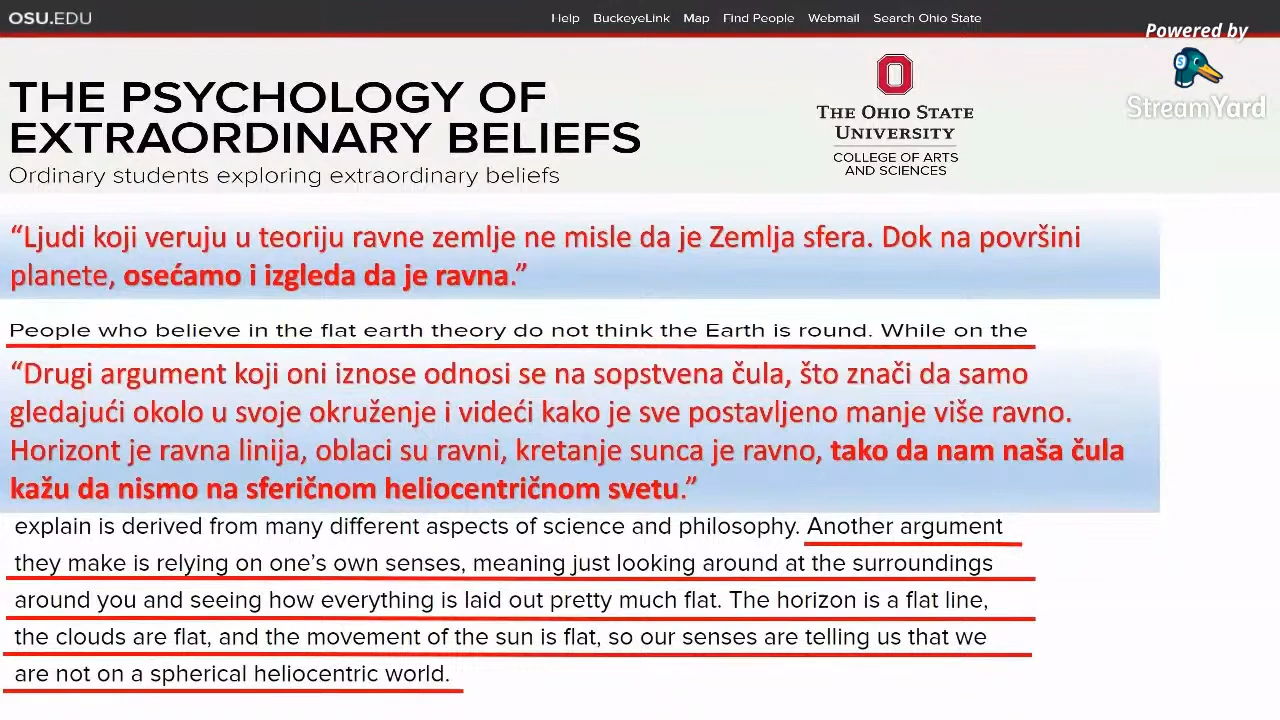 OSU.EDU
Help BuckeyeLink Map Find People Webmail Search Ohio State
Powered by
StreamYard
THE PSYCHOLOGY OF
EXTRAORDINARY BELIEFS
Ordinary students exploring extraordinary beliefs
THE OHIO STATE
UNIVERSITY
COLLEGE OF ARTS
AND SCIENCES
“Ljudi koji veruju u teoriju ravne zemlje ne misle da je Zemlja sfera. Dok na površini
planete, osećamo i izgleda da je ravna.”
People who believe in the flat earth theory do not think the Earth is round. While on the
“Drugi argument koji oni iznose odnosi se na sopstvena čula, što znači da samo
gledajući okolo u svoje okruženje i videći kako je sve postavljeno manje više ravno.
Horizont je ravna linija, oblaci su ravni, kretanje sunca je ravno, tako da nam naša čula
kažu da nismo na sferičnom heliocentričnom svetu.”
explain is derived from many different aspects of science and philosophy. Another argument
they make is relying on one’s own senses, meaning just looking around at the surroundings
around you and seeing how everything is laid out pretty much flat. The horizon is a flat line,
the clouds are flat, and the movement of the sun is flat, so our senses are telling us that we
are not on a spherical heliocentric world.